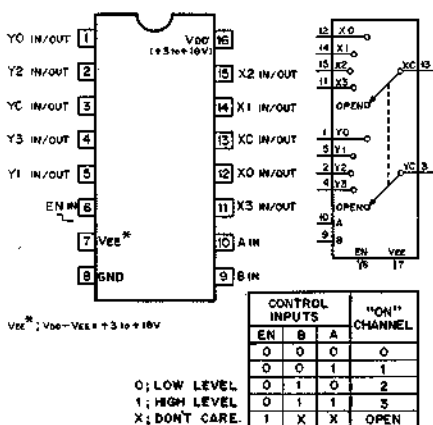 Y0 IN/OUT 1
Y2 IN/OUT 2
YC IN/OUT 3
Y3 IN/OUT 4
Y1 IN/OUT 5
EN IN 6
7 VEE*
8 GND
VDD 16
(+3 to +18V)
15 X2 IN/OUT
14 X1 IN/OUT
13 XC IN/OUT
12 X0 IN/OUT
11 X3 IN/OUT
10 A IN
9 B IN
12 X0
14 X1
15 X2
11 X3
OPEN
XC 13
1 Y0
5 Y1
2 Y2
4 Y3
OPEN
YC 3
10 A
9 B
EN VEE
6 7
VEE*; VDD-VEE = +3 to +18V
CONTROL INPUTS "ON" CHANNEL
EN B A
0 0 0 0
0 0 1 1
0 1 0 2
0 1 1 3
1 X X OPEN
0; LOW LEVEL
1; HIGH LEVEL
X; DON'T CARE.